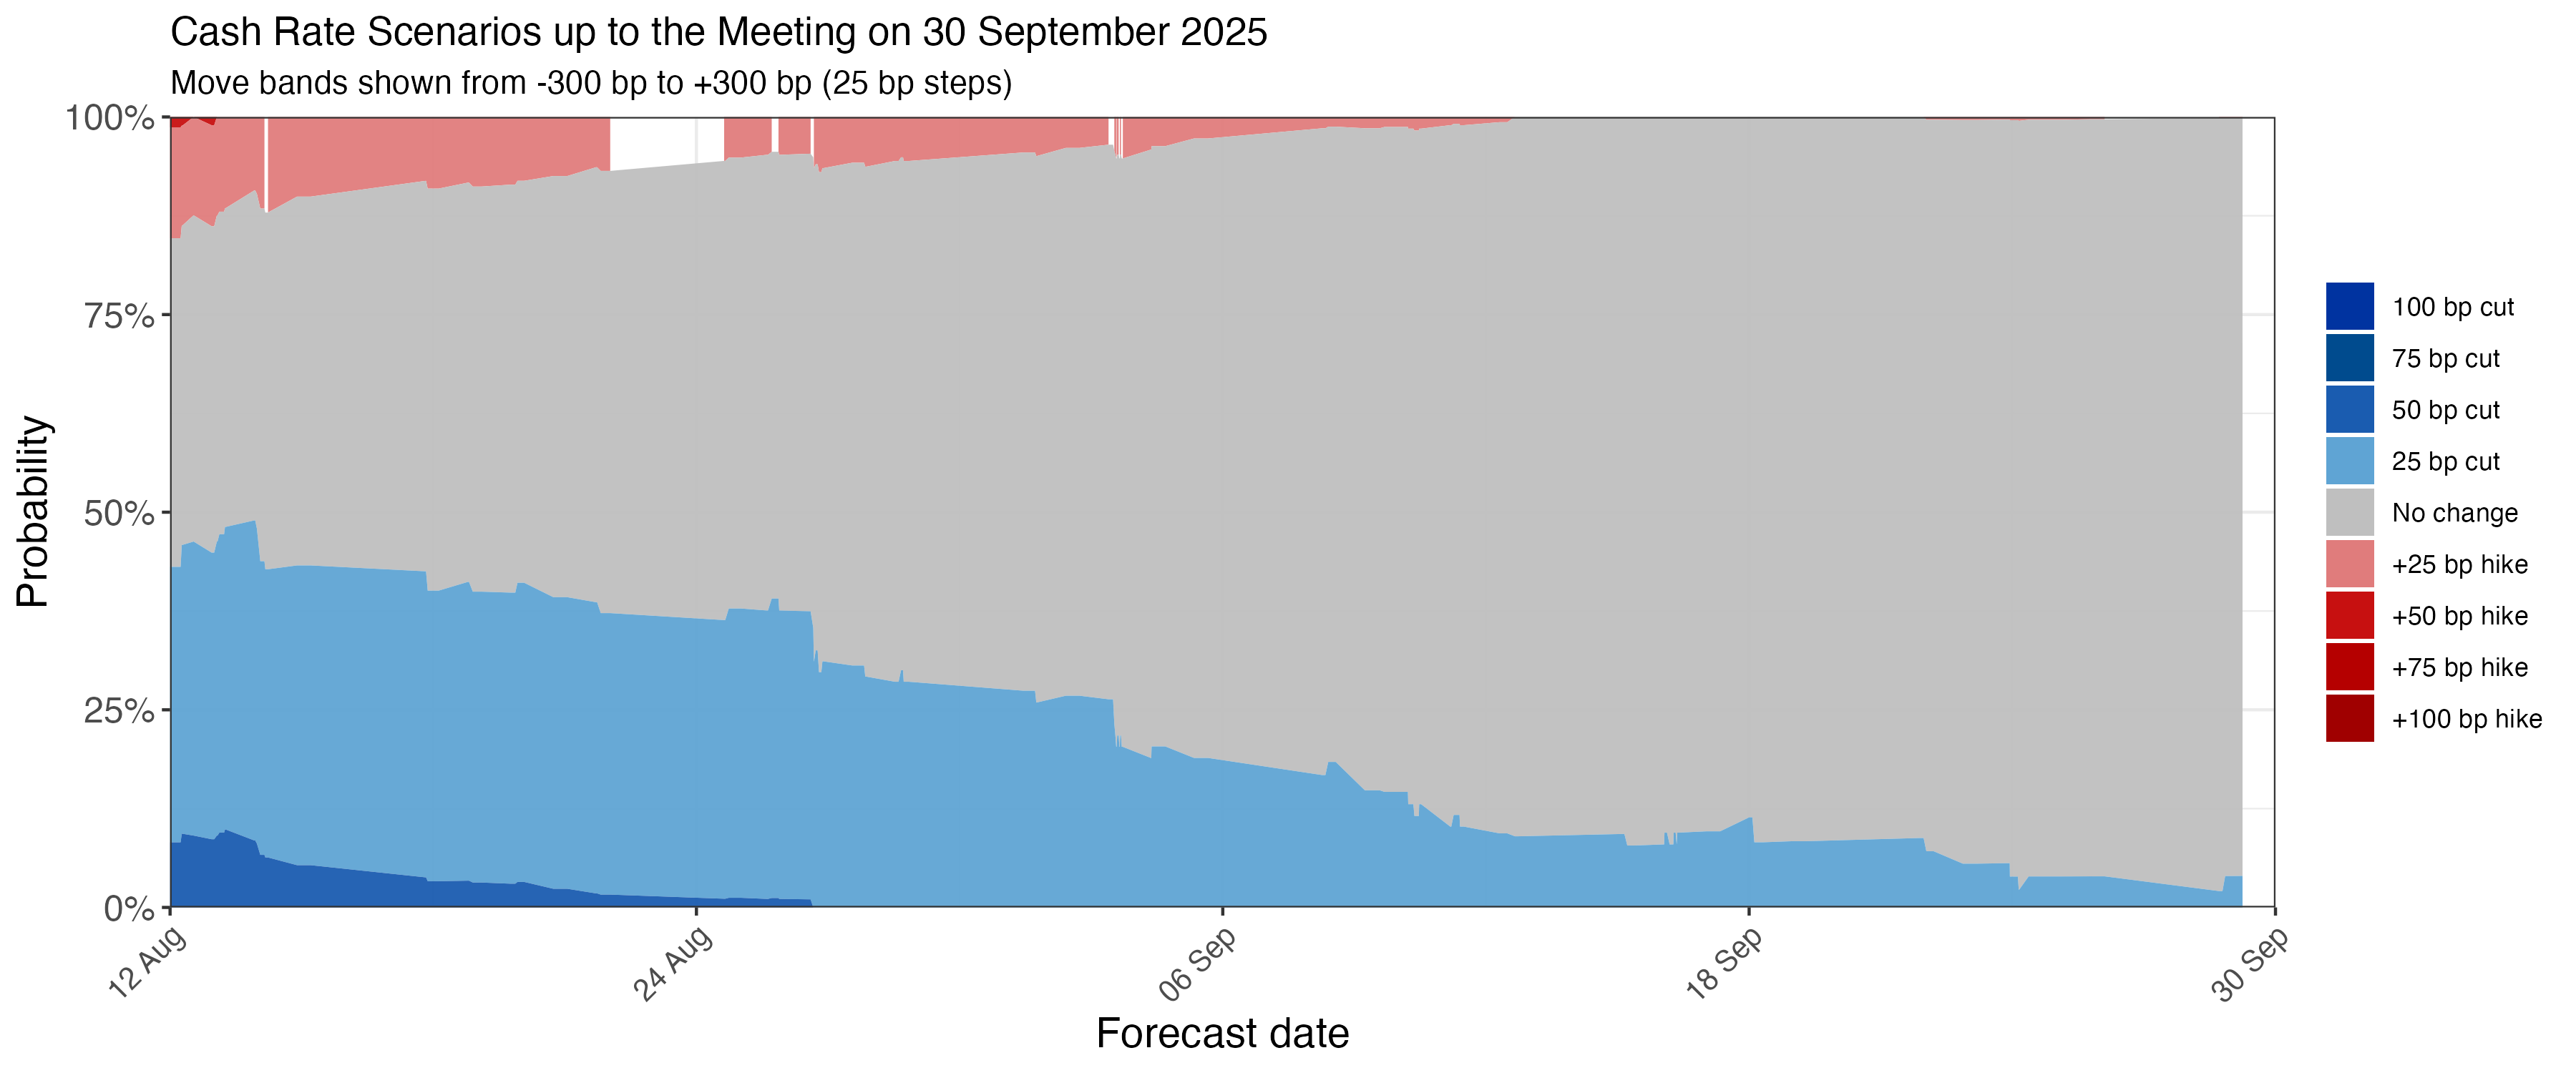 Cash Rate Scenarios up to the Meeting on 30 September 2025
Move bands shown from -300 bp to +300 bp (25 bp steps)
Probability
100%
75%
50%
25%
0%
12 Aug
24 Aug
06 Sep
18 Sep
30 Sep
Forecast date
100 bp cut
75 bp cut
50 bp cut
25 bp cut
No change
+25 bp hike
+50 bp hike
+75 bp hike
+100 bp hike